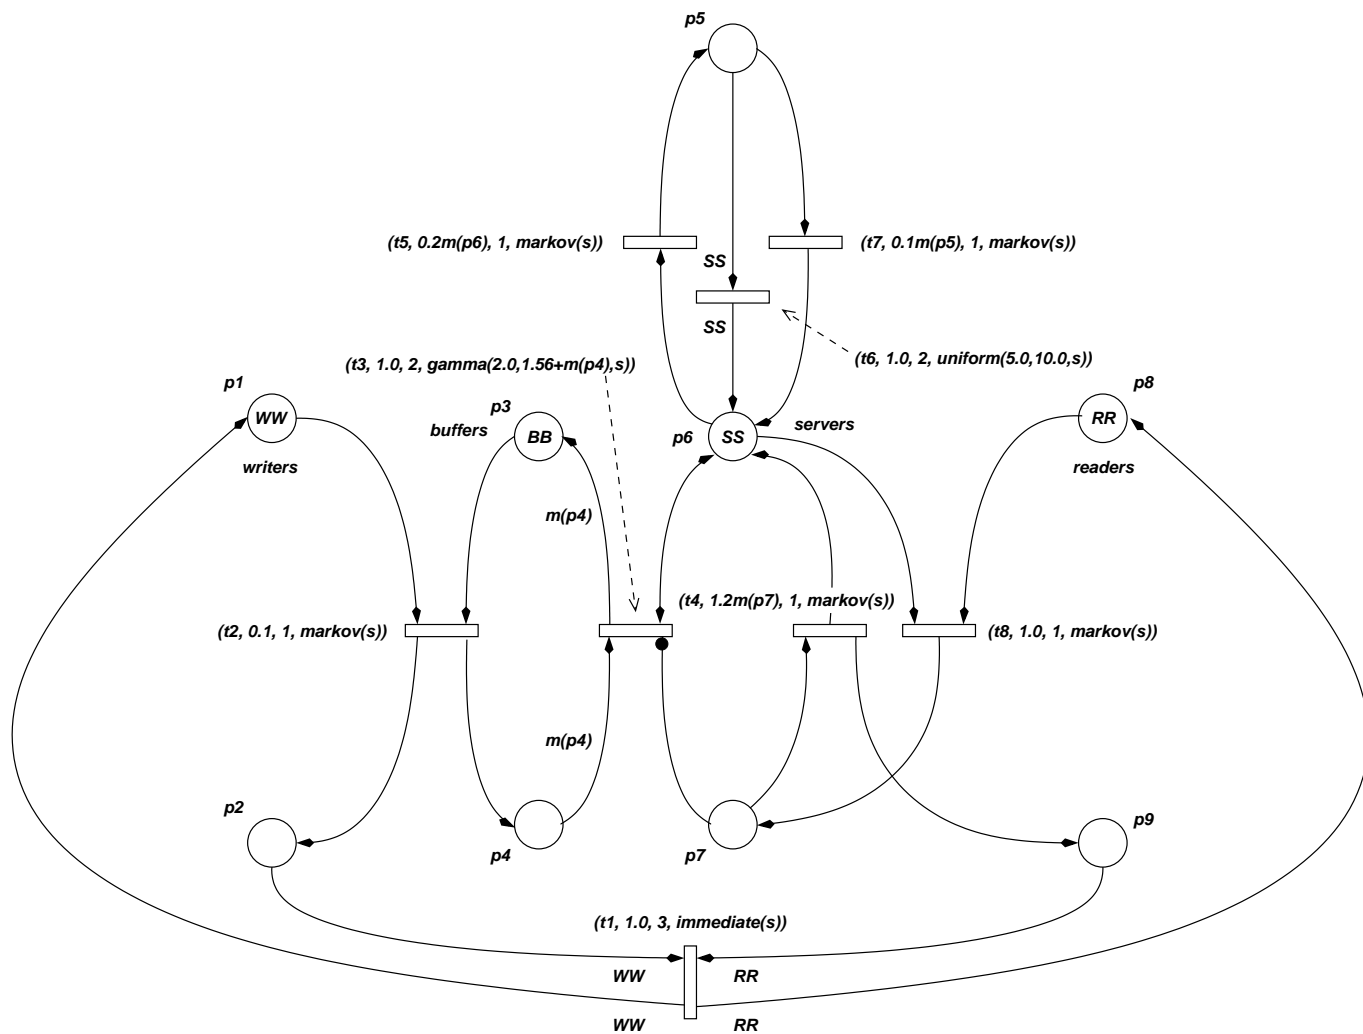 p5
(t5, 0.2m(p6), 1, markov(s))
(t7, 0.1m(p5), 1, markov(s))
SS
SS
(t3, 1.0, 2, gamma(2.0,1.56+m(p4),s))
(t6, 1.0, 2, uniform(5.0,10.0,s))
p1
p8
WW
p3
buffers
BB
p6
SS
servers
RR
writers
readers
m(p4)
(t4, 1.2m(p7), 1, markov(s))
(t2, 0.1, 1, markov(s))
(t8, 1.0, 1, markov(s))
m(p4)
p2
p4
p7
p9
(t1, 1.0, 3, immediate(s))
WW
RR
WW
RR